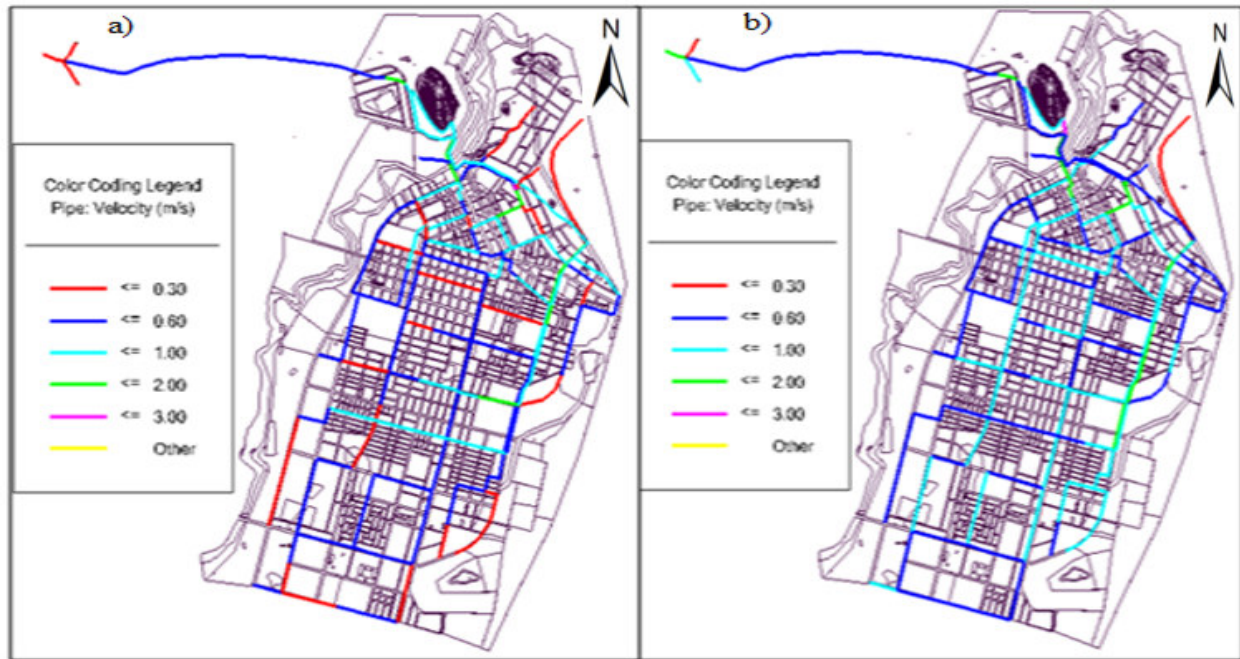 a)
N
Color Coding Legend
Pipe: Velocity (m/s)
<= 0.30
<= 0.60
<= 1.00
<= 2.00
<= 3.00
Other
b)
N
Color Coding Legend
Pipe: Velocity (m/s)
<= 0.30
<= 0.60
<= 1.00
<= 2.00
<= 3.00
Other